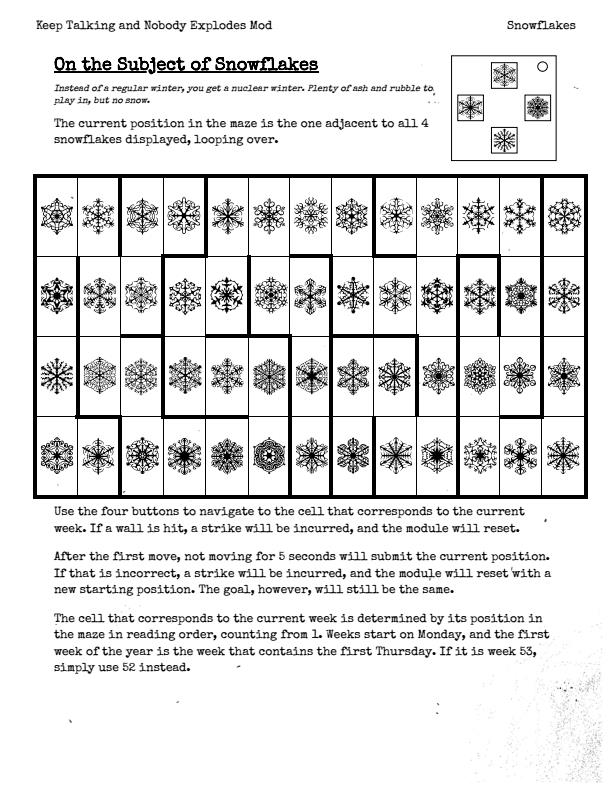 Keep Talking and Nobody Explodes Mod
Snowflakes
On the Subject of Snowflakes
Instead of a regular winter, you get a nuclear winter. Plenty of ash and rubble to
play in, but no snow.
The current position in the maze is the one adjacent to all 4
snowflakes displayed, looping over.
Use the four buttons to navigate to the cell that corresponds to the current
week. If a wall is hit, a strike will be incurred, and the module will reset.
After the first move, not moving for 5 seconds will submit the current position.
If that is incorrect, a strike will be incurred, and the module will reset with a
new starting position. The goal, however, will still be the same.
The cell that corresponds to the current week is determined by its position in
the maze in reading order, counting from 1. Weeks start on Monday, and the first
week of the year is the week that contains the first Thursday. If it is week 53,
simply use 52 instead.